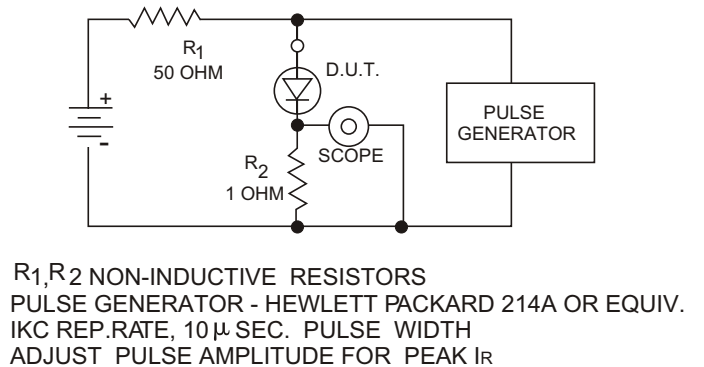 R1
50 OHM
D.U.T.
+
-
PULSE
GENERATOR
SCOPE
R2
1 OHM
R1,R2 NON-INDUCTIVE RESISTORS
PULSE GENERATOR - HEWLETT PACKARD 214A OR EQUIV.
IKC REP.RATE, 10 μ SEC. PULSE WIDTH
ADJUST PULSE AMPLITUDE FOR PEAK IR